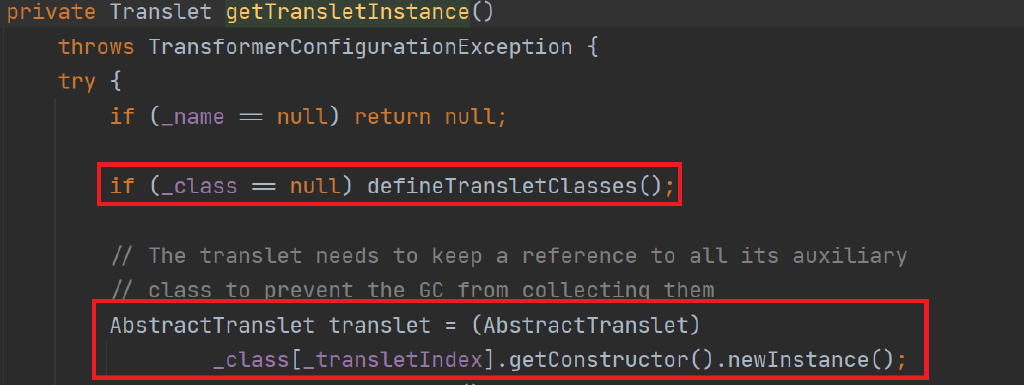 private Translet getTransletInstance()
throws TransformerConfigurationException {
try {
if (_name == null) return null;
if (_class == null) defineTransletClasses();
// The translet needs to keep a reference to all its auxiliary
// class to prevent the GC from collecting them
AbstractTranslet translet = (AbstractTranslet)
_class[_transletIndex].getConstructor().newInstance();